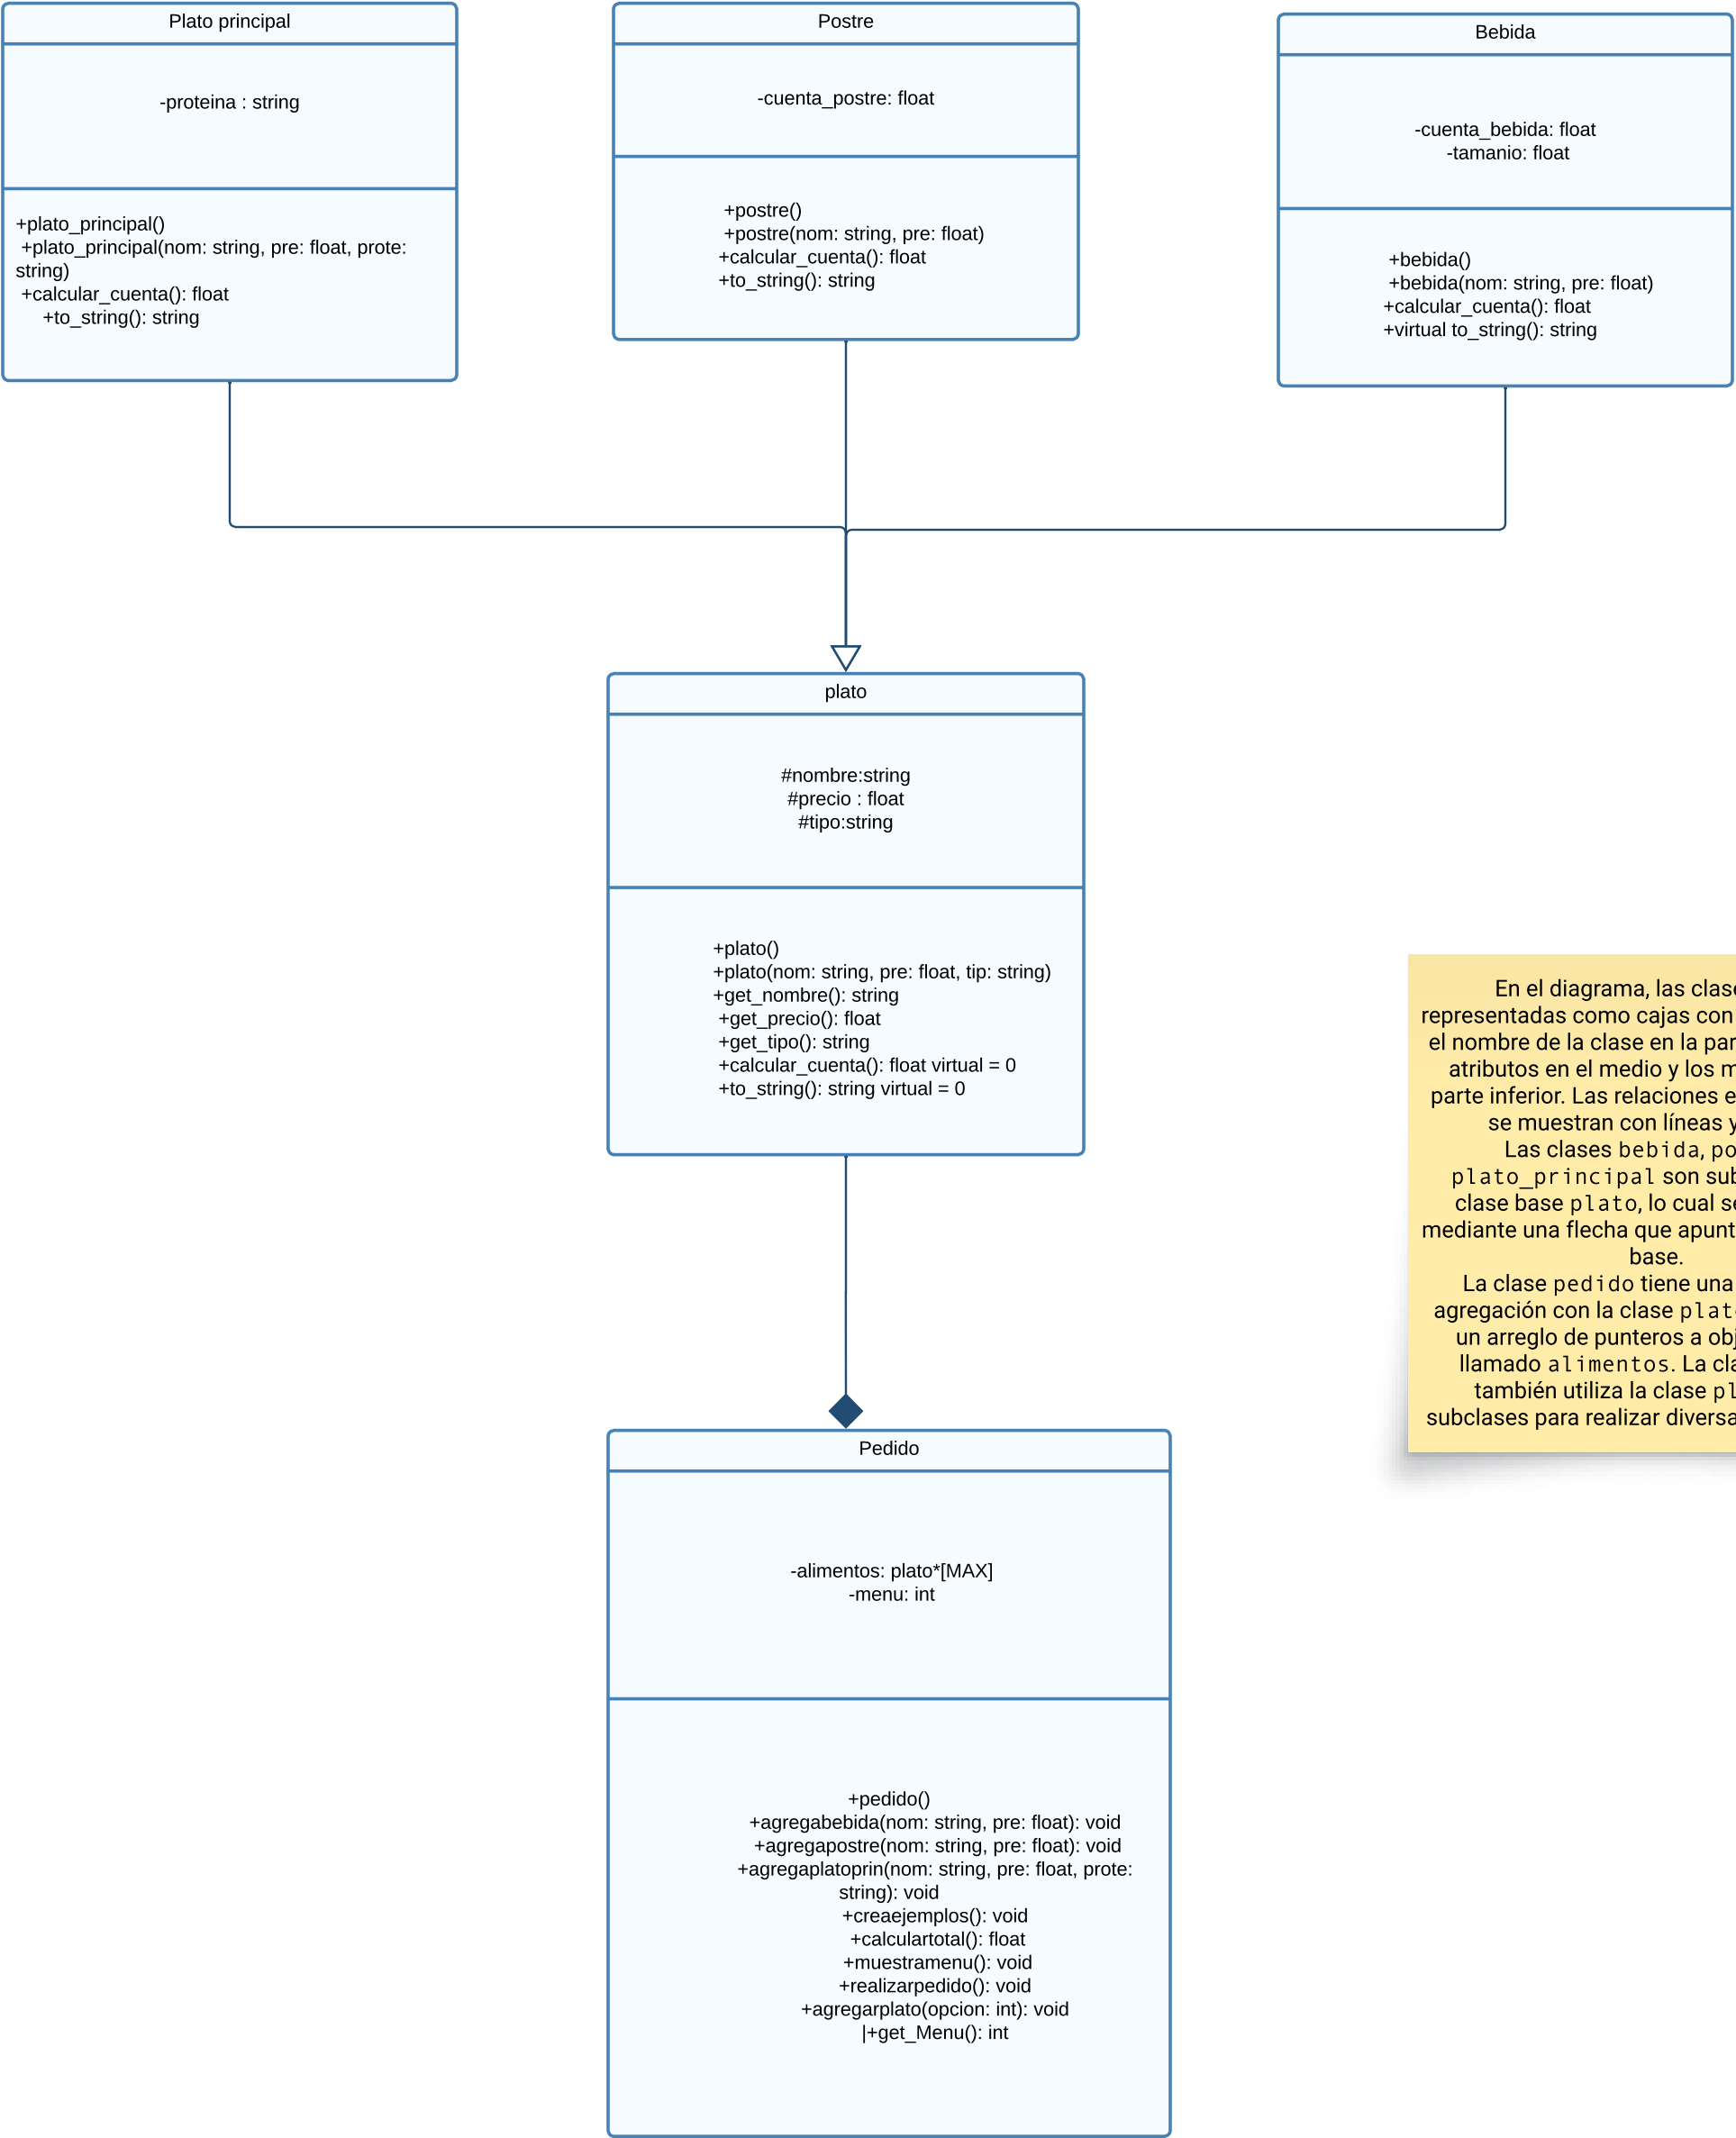 Plato principal
-proteina : string
+plato_principal()
+plato_principal(nom: string, pre: float, prote:
string)
+calcular_cuenta(): float
+to_string(): string
Postre
-cuenta_postre: float
+postre()
+postre(nom: string, pre: float)
+calcular_cuenta(): float
+to_string(): string
Bebida
-cuenta_bebida: float
-tamanio: float
+bebida()
+bebida(nom: string, pre: float)
+calcular_cuenta(): float
+virtual to_string(): string
plato
#nombre:string
#precio : float
#tipo:string
+plato()
+plato(nom: string, pre: float, tip: string)
+get_nombre(): string
+get_precio(): float
+get_tipo(): string
+calcular_cuenta(): float virtual = 0
+to_string(): string virtual = 0
En el diagrama, las clase
representadas como cajas con
el nombre de la clase en la par
atributos en el medio y los m
parte inferior. Las relaciones e
se muestran con líneas y
Las clases bebida, po
plato_principal son sub
clase base plato, lo cual se
mediante una flecha que apunt
base.
La clase pedido tiene una
agregación con la clase plat
un arreglo de punteros a obj
llamado alimentos. La cla
también utiliza la clase pl
subclases para realizar diversa
Pedido
-alimentos: plato*[MAX]
-menu: int
+pedido()
+agregabebida(nom: string, pre: float): void
+agregapostre(nom: string, pre: float): void
+agregaplatoprin(nom: string, pre: float, prote:
string): void
+creaejemplos(): void
+calculartotal(): float
+muestramenu(): void
+realizarpedido(): void
+agregarplato(opcion: int): void
|+get_Menu(): int